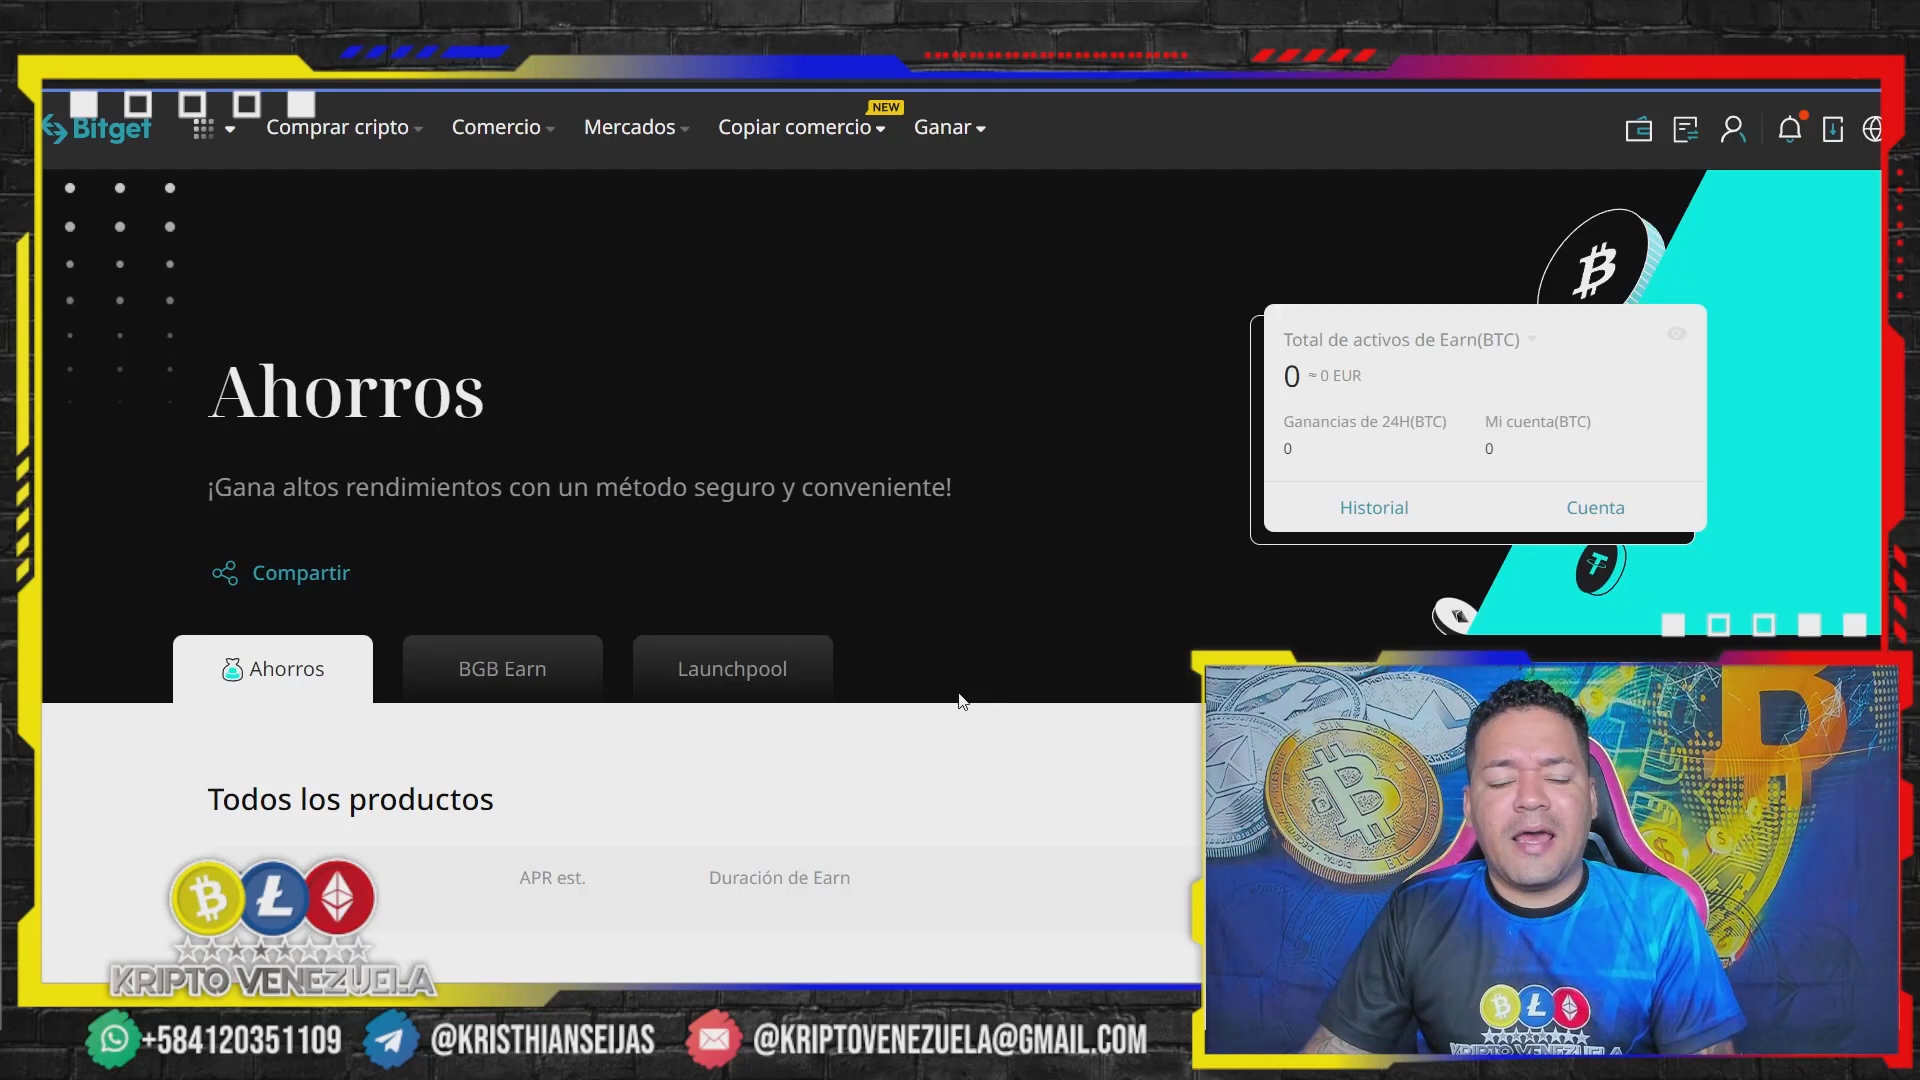 Bitget
Comprar cripto
Comercio
Mercados
Copiar comercio
NEW
Ganar
Ahorros
¡Gana altos rendimientos con un método seguro y conveniente!
Compartir
Total de activos de Earn(BTC)
0 ≈ 0 EUR
Ganancias de 24H(BTC)
Mi cuenta(BTC)
0
0
Historial
Cuenta
Ahorros
BGB Earn
Launchpool
Todos los productos
APR est.
Duración de Earn
KRIPTO VENEZUELA
+584120351109
@KRISTHIANSEIJAS
@KRIPTOVENEZUELA@GMAIL.COM
KRIPTO VENEZUELA